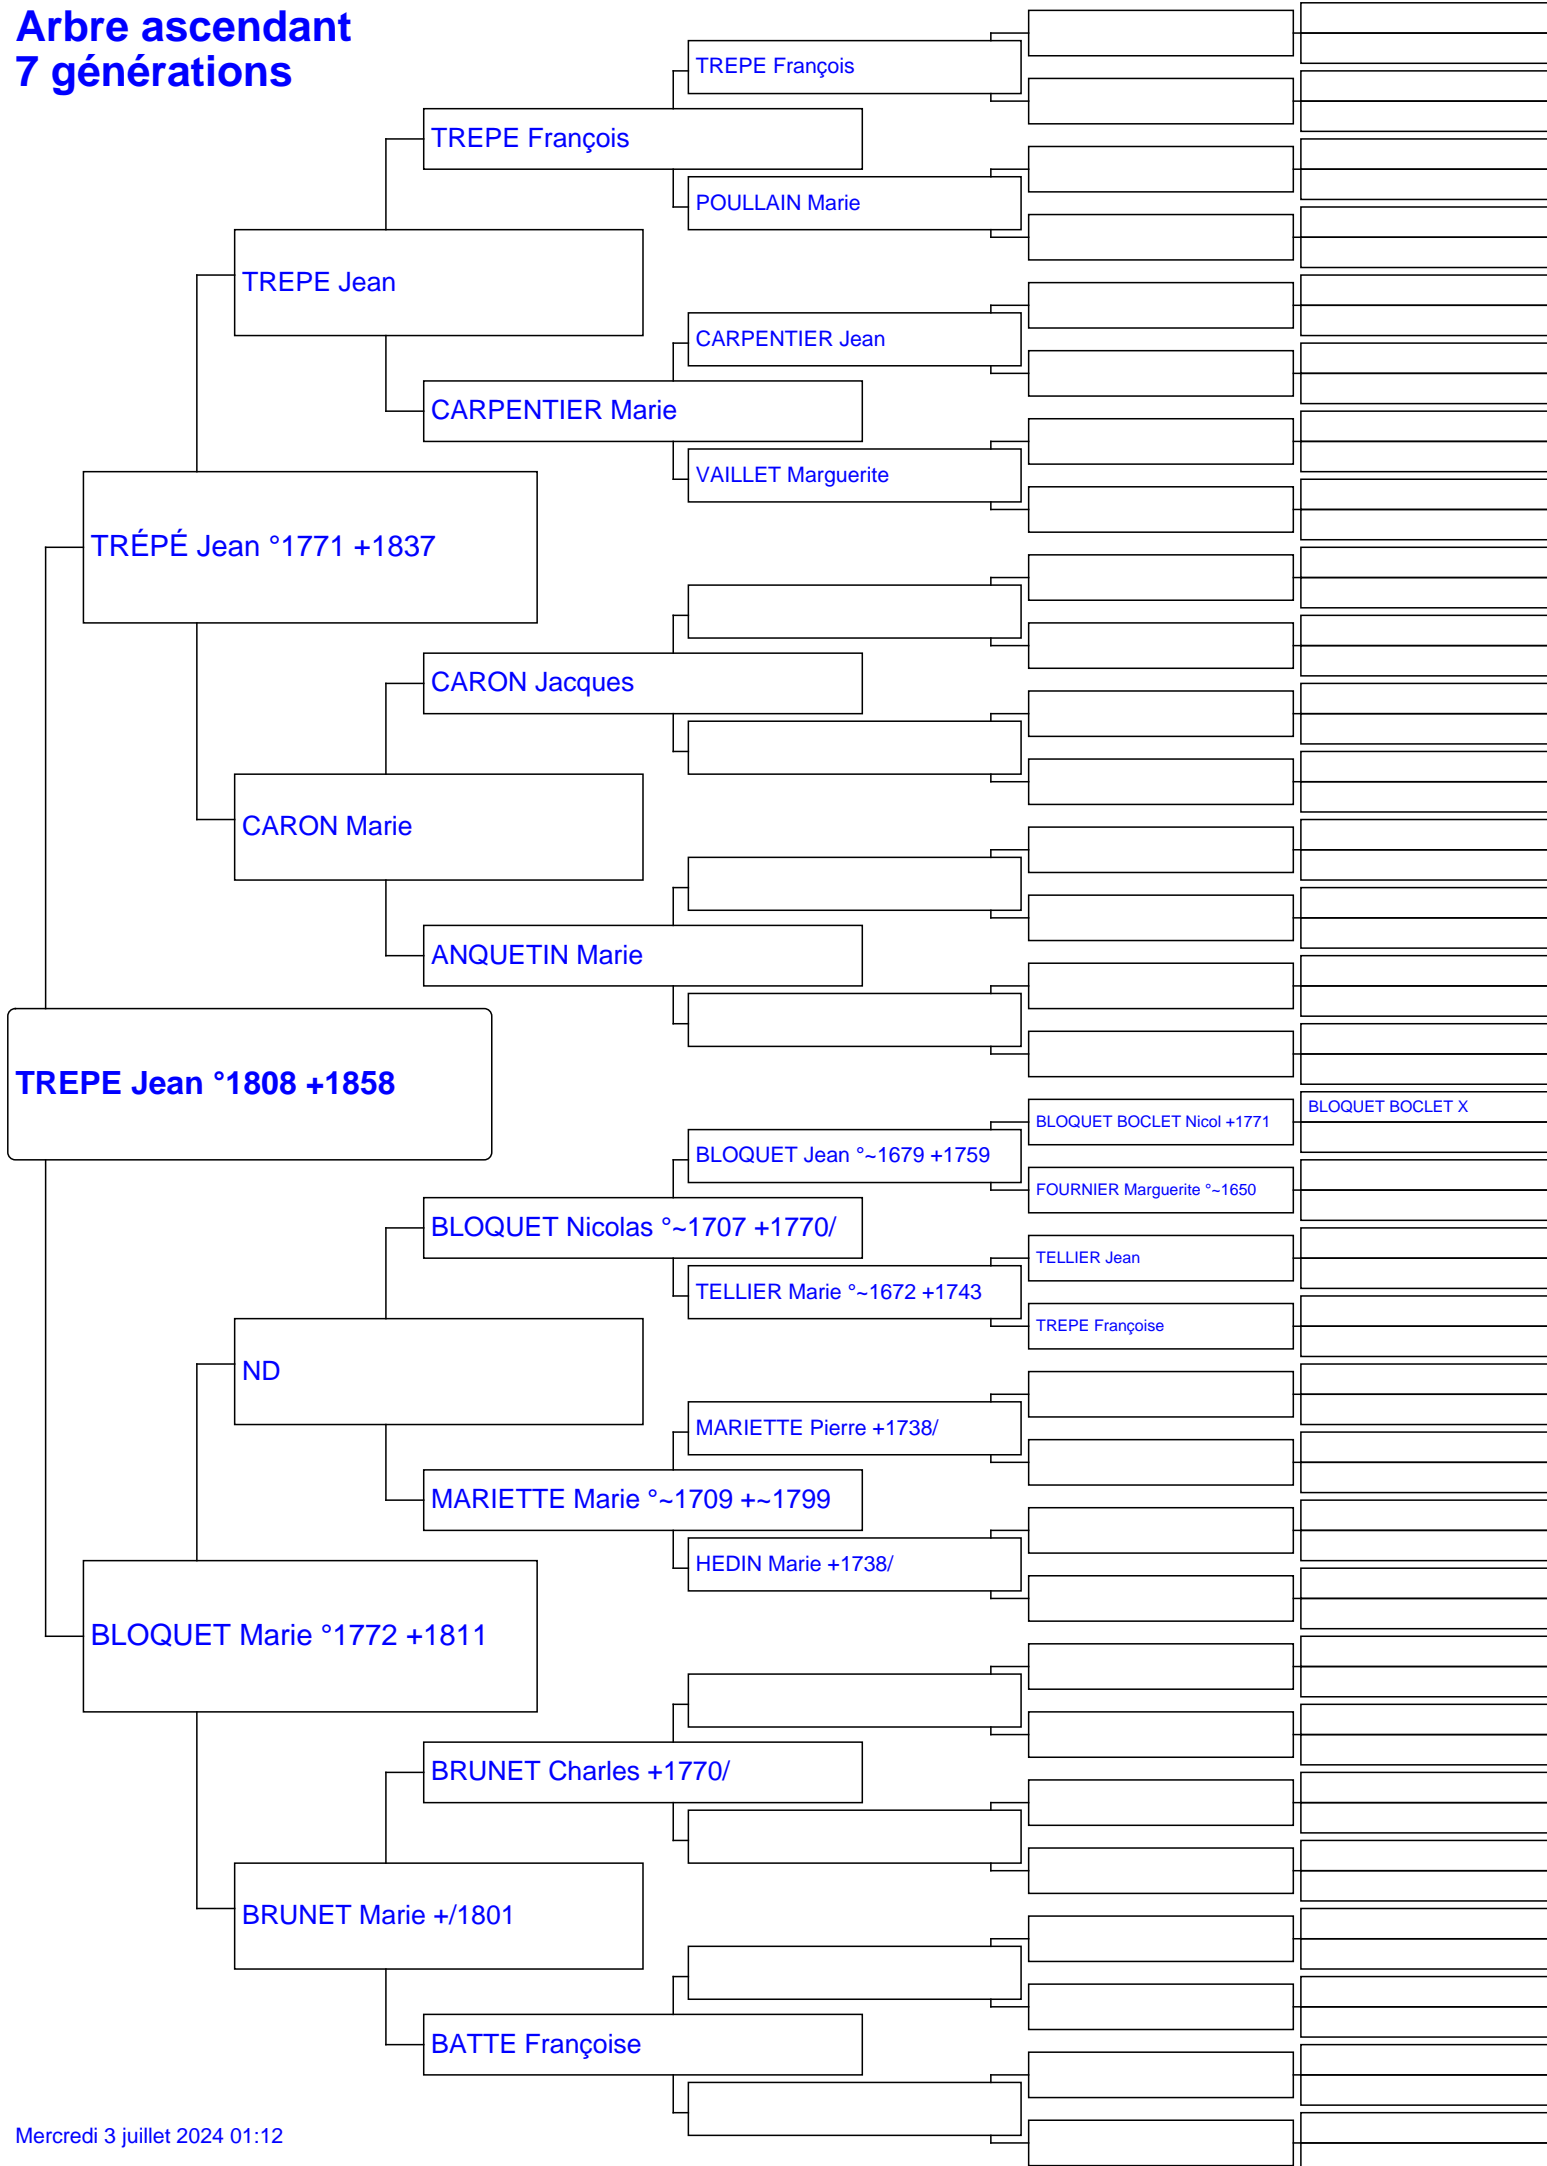 Arbre ascendant
7 générations
TREPE François
TREPE François
POULLAIN Marie
TREPE Jean
CARPENTIER Jean
CARPENTIER Marie
VAILLET Marguerite
TRÉPÉ Jean °1771 +1837
CARON Jacques
CARON Marie
ANQUETIN Marie
TREPE Jean °1808 +1858
BLOQUET BOCLET X
BLOQUET BOCLET Nicol +1771
BLOQUET Jean °~1679 +1759
FOURNIER Marguerite °~1650
BLOQUET Nicolas °~1707 +1770/
TELLIER Jean
TELLIER Marie °~1672 +1743
TREPE Françoise
ND
MARIETTE Pierre +1738/
MARIETTE Marie °~1709 +~1799
HEDIN Marie +1738/
BLOQUET Marie °1772 +1811
BRUNET Charles +1770/
BRUNET Marie +/1801
BATTE Françoise
Mercredi 3 juillet 2024 01:12